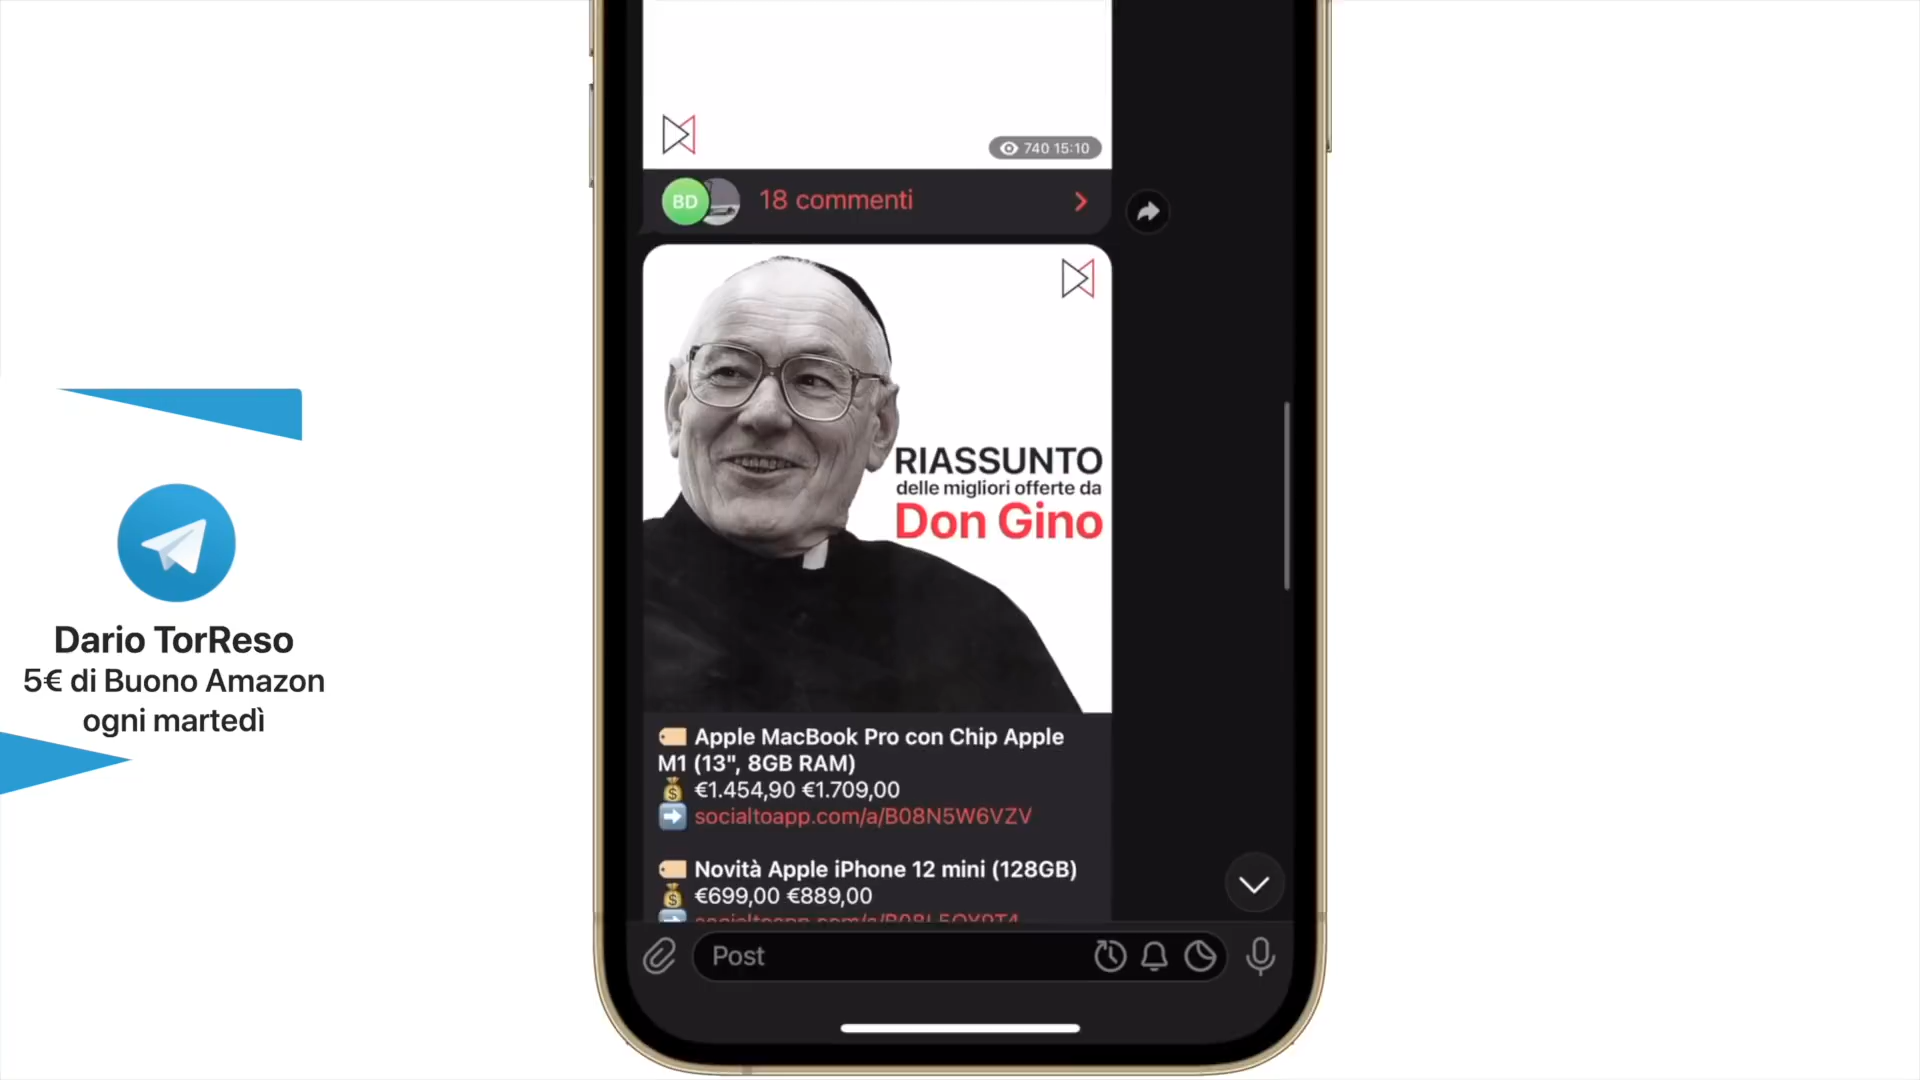 740 15:10
BD
18 commenti
RIASSUNTO
delle migliori offerte da
Don Gino
Apple MacBook Pro con Chip Apple
M1 (13", 8GB RAM)
€1.454,90 €1.709,00
socialtoapp.com/a/B08N5W6VZV
Novità Apple iPhone 12 mini (128GB)
€699,00 €889,00
Post
Dario TorReso
5€ di Buono Amazon
ogni martedì